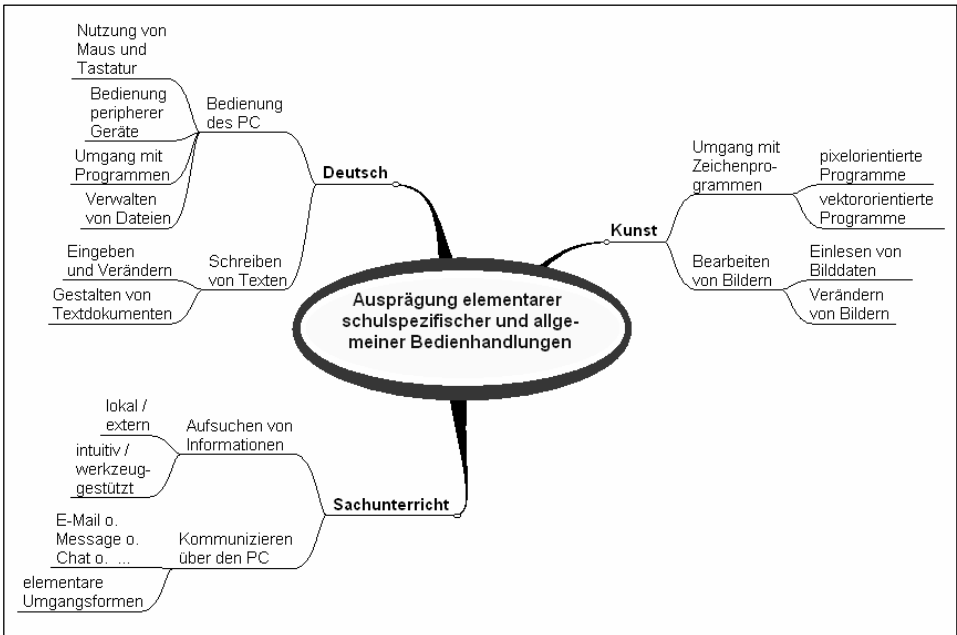 Nutzung von
Maus und
Tastatur
Bedienung
peripherer
Geräte
Umgang mit
Programmen
Verwalten
von Dateien
Bedienung
des PC
Deutsch
Eingeben
und Verändern
Gestalten von
Textdokumenten
Schreiben
von Texten
Kunst
Umgang mit
Zeichenpro-
grammen
pixelorientierte
Programme
vektororientierte
Programme
Bearbeiten
von Bildern
Einlesen von
Bilddaten
Verändern
von Bildern
Ausprägung elementarer
schulspezifischer und allge-
meiner Bedienhandlungen
lokal /
extern
intuitiv /
werkzeug-
gestützt
Aufsuchen von
Informationen
Sachunterricht
E-Mail o.
Message o.
Chat o. ...
elementare
Umgangsformen
Kommunizieren
über den PC